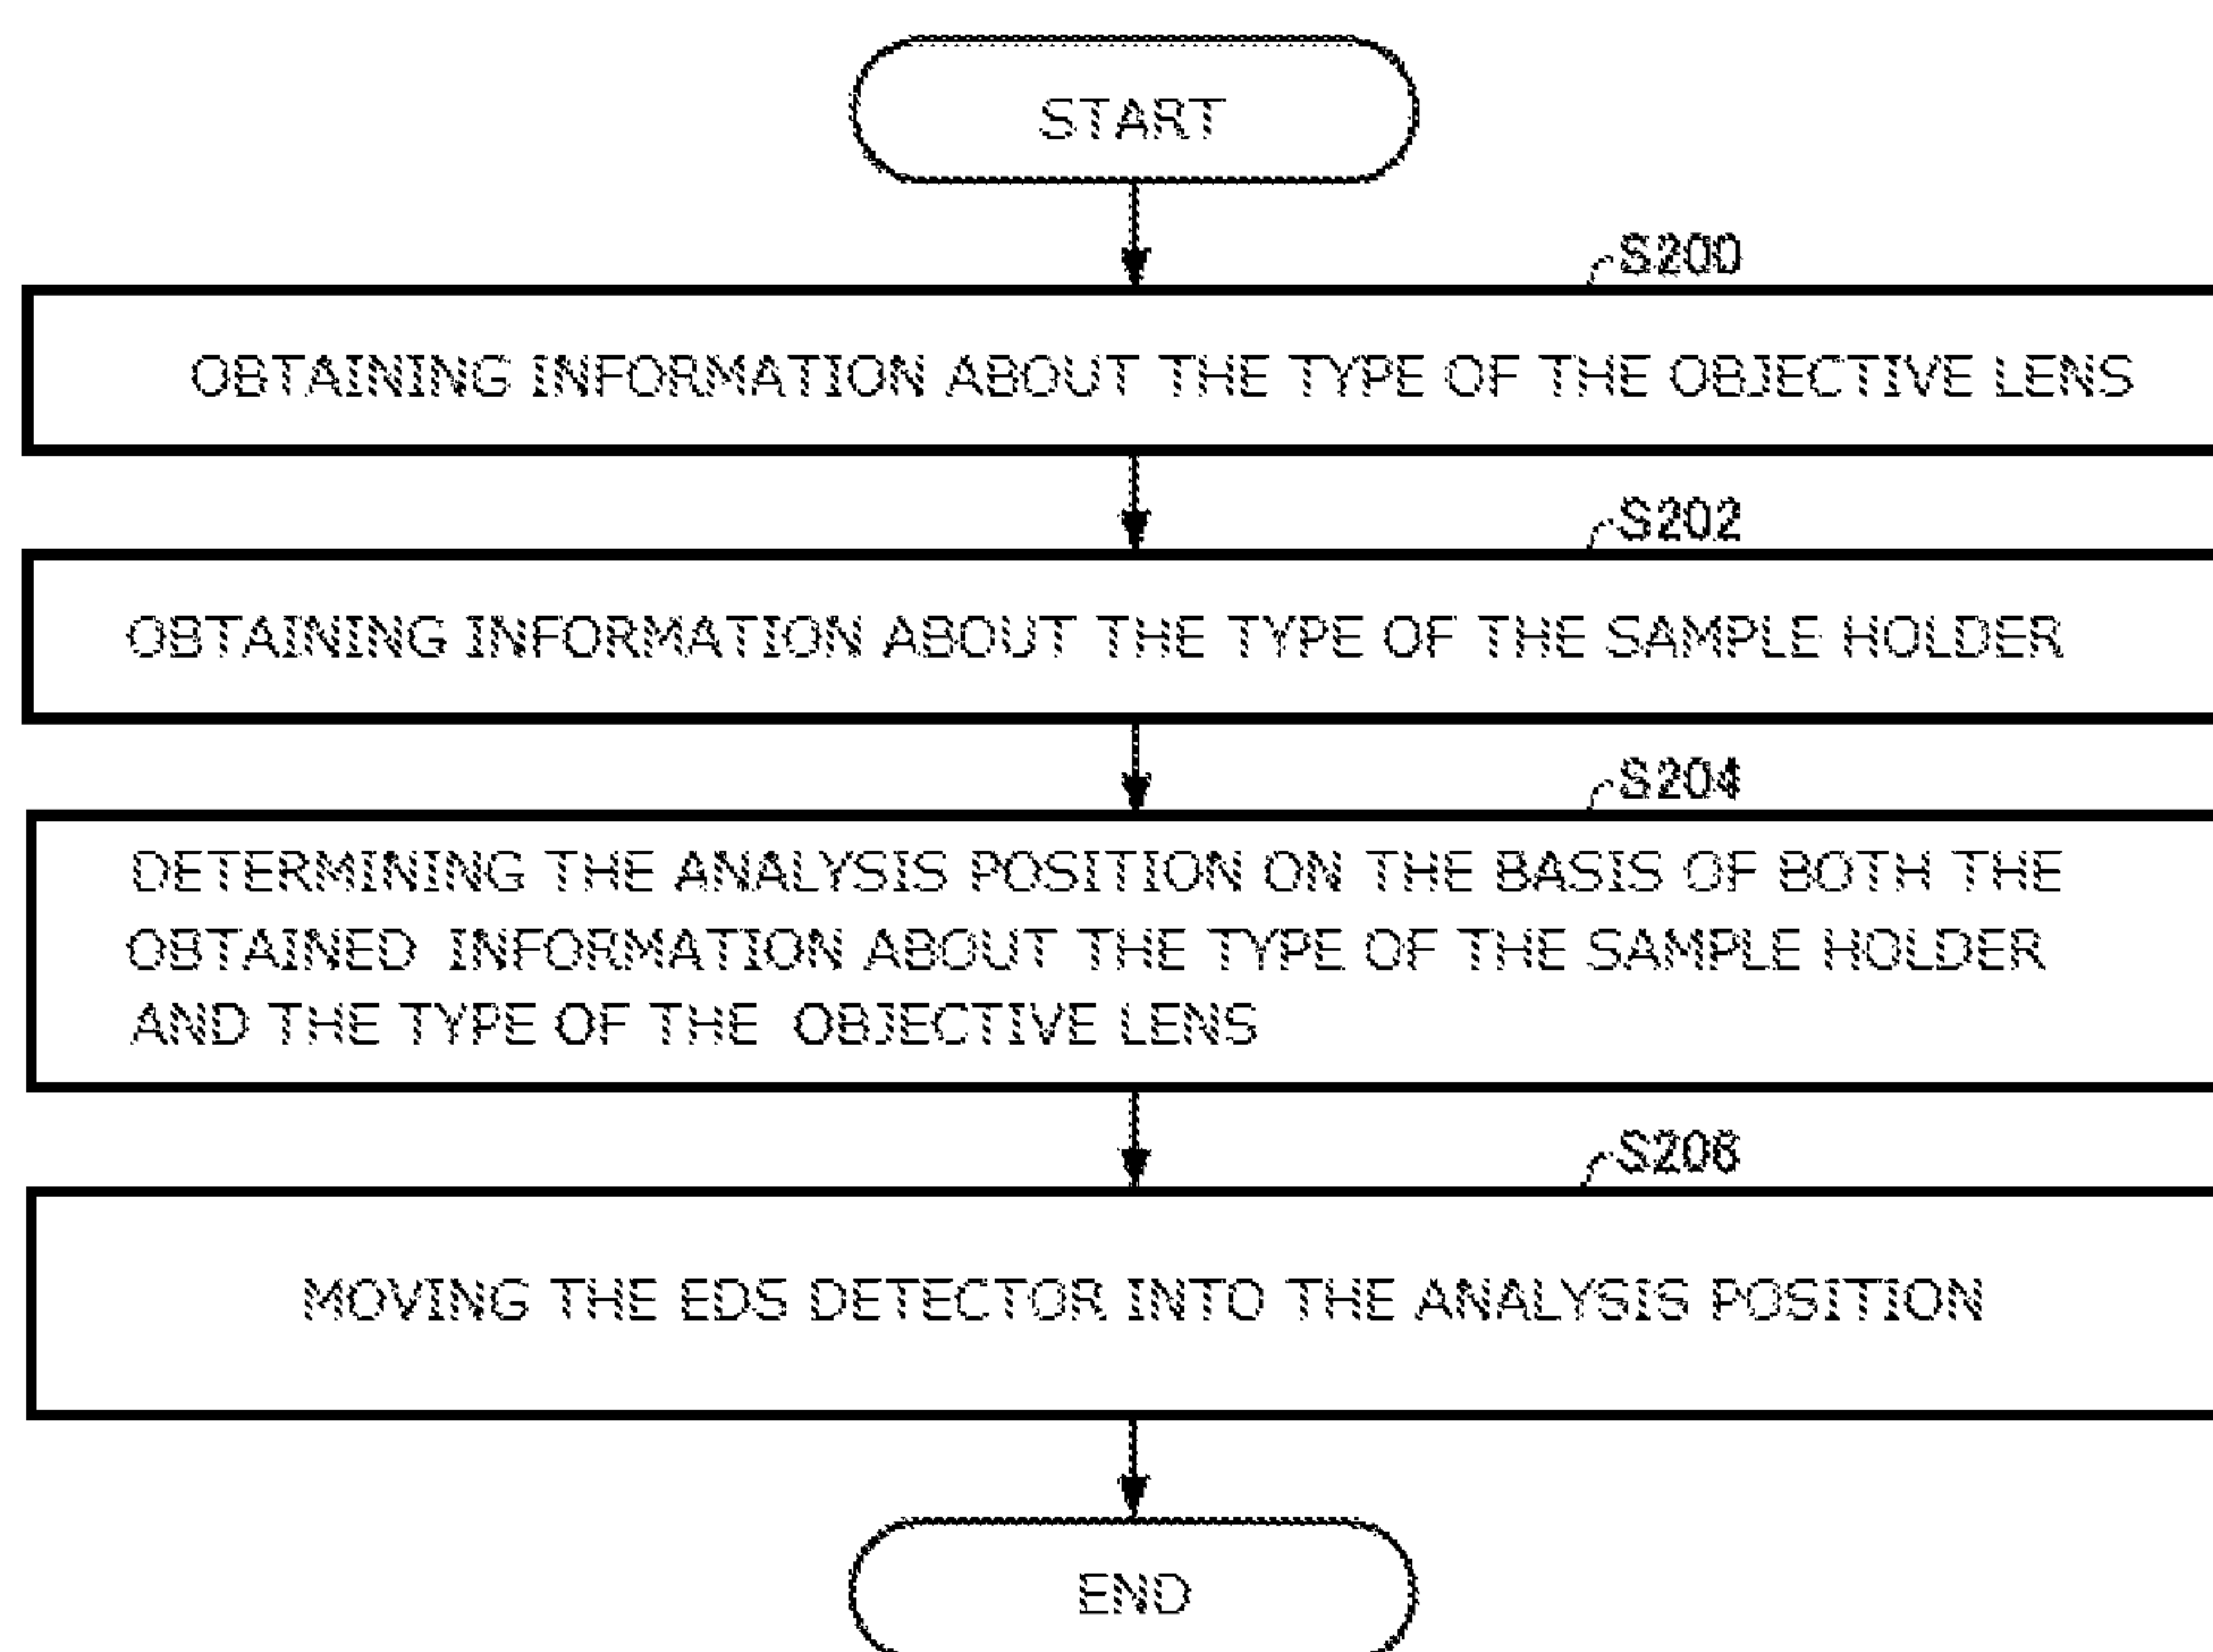 START
S200
OBTAINING INFORMATION ABOUT THE TYPE OF THE OBJECTIVE LENS
S202
OBTAINING INFORMATION ABOUT THE TYPE OF THE SAMPLE HOLDER
S204
DETERMINING THE ANALYSIS POSITION ON THE BASIS OF BOTH THE
OBTAINED INFORMATION ABOUT THE TYPE OF THE SAMPLE HOLDER
AND THE TYPE OF THE OBJECTIVE LENS
S206
MOVING THE EDS DETECTOR INTO THE ANALYSIS POSITION
END